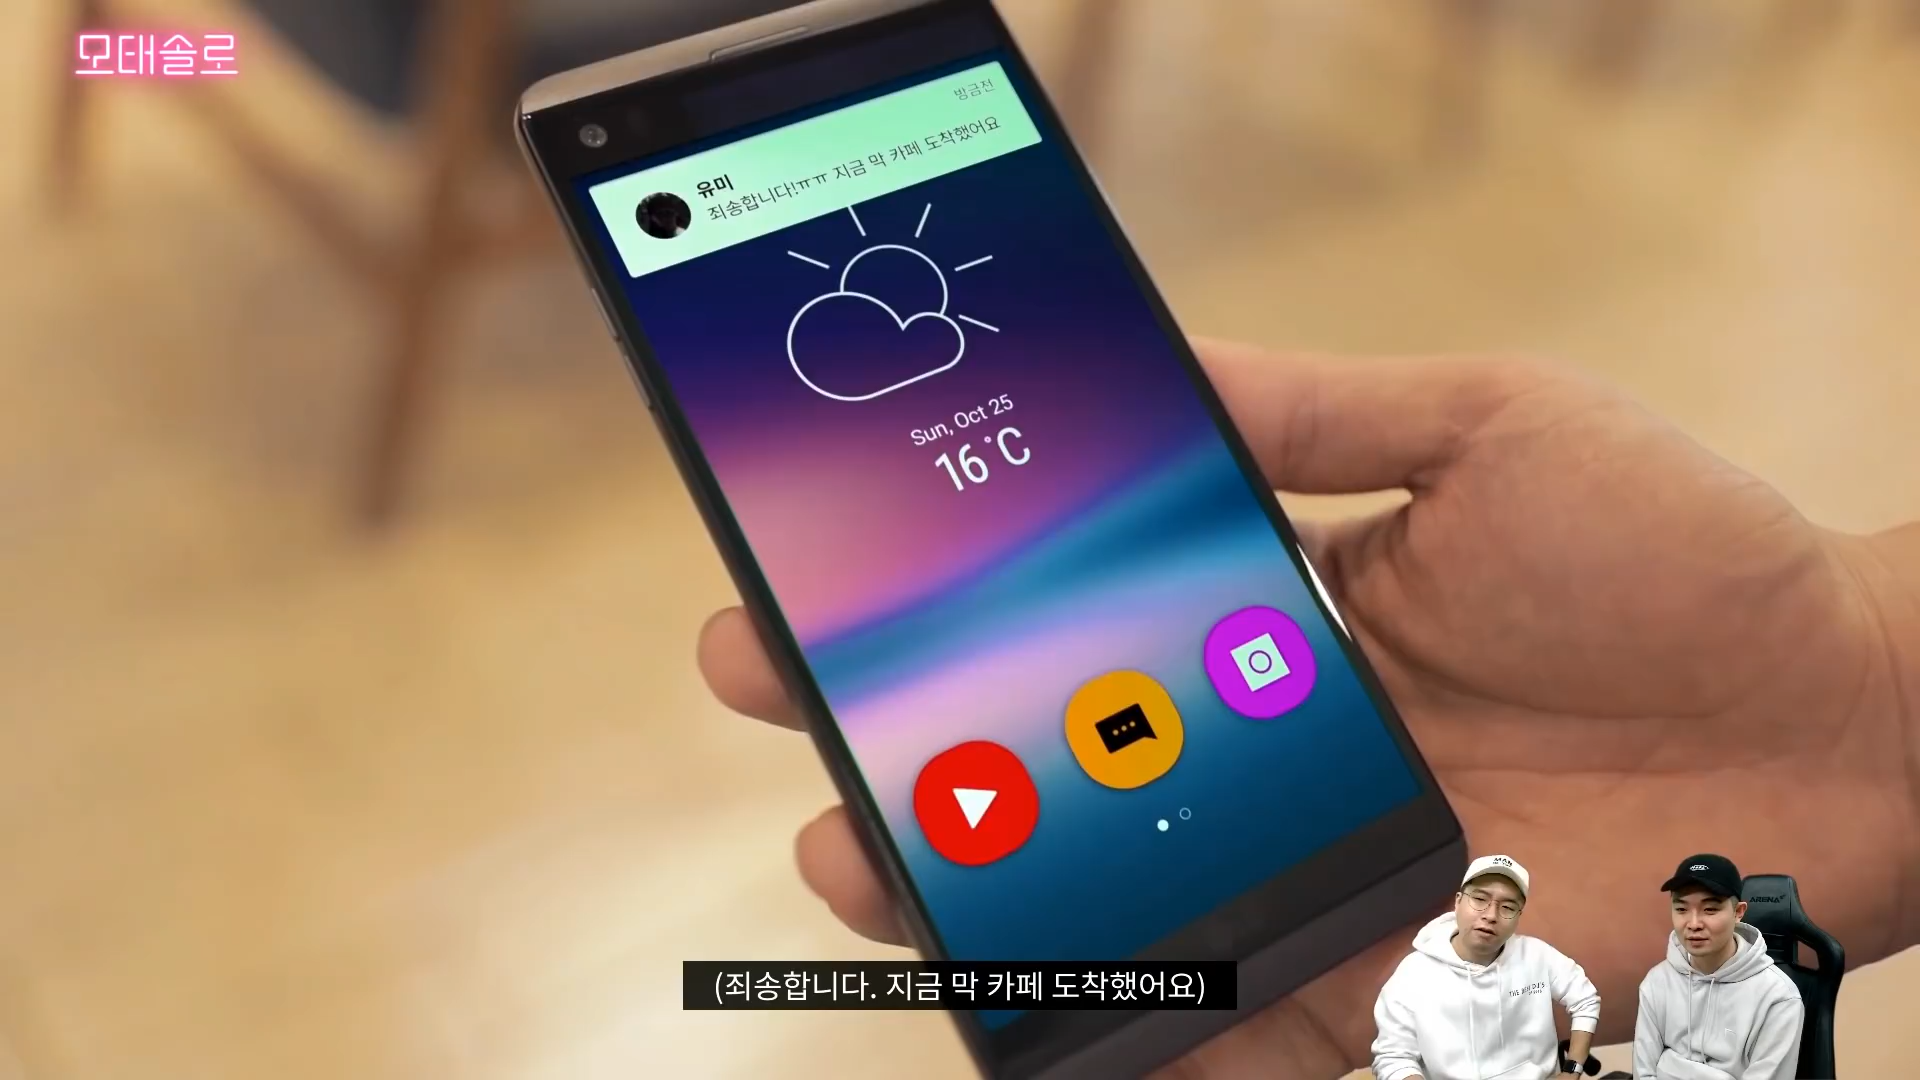 모태솔로
방금전
유미
죄송합니다!ㅠㅠ 지금 막 카페 도착했어요
Sun, Oct 25
16°C
ARENA
MAN
(죄송합니다. 지금 막 카페 도착했어요)